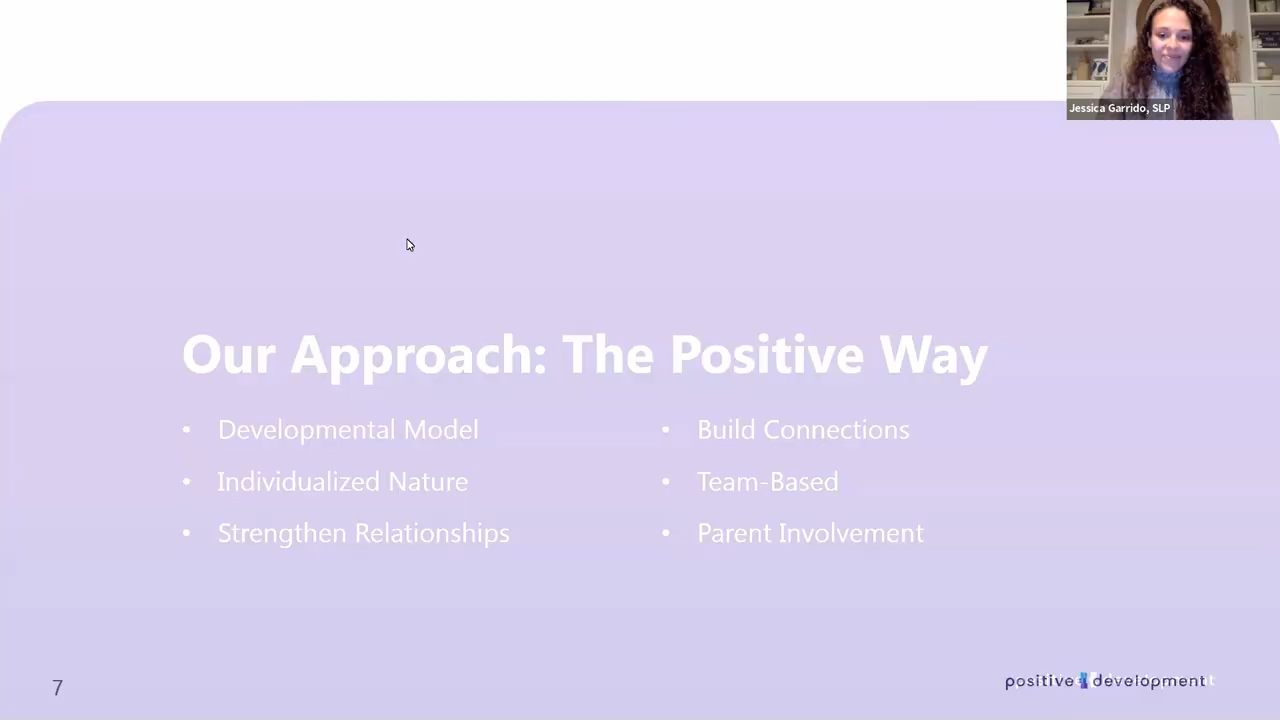 Jessica Garrido, SLP
Our Approach: The Positive Way
• Developmental Model
• Individualized Nature
• Strengthen Relationships
• Build Connections
• Team-Based
• Parent Involvement
7
positive development